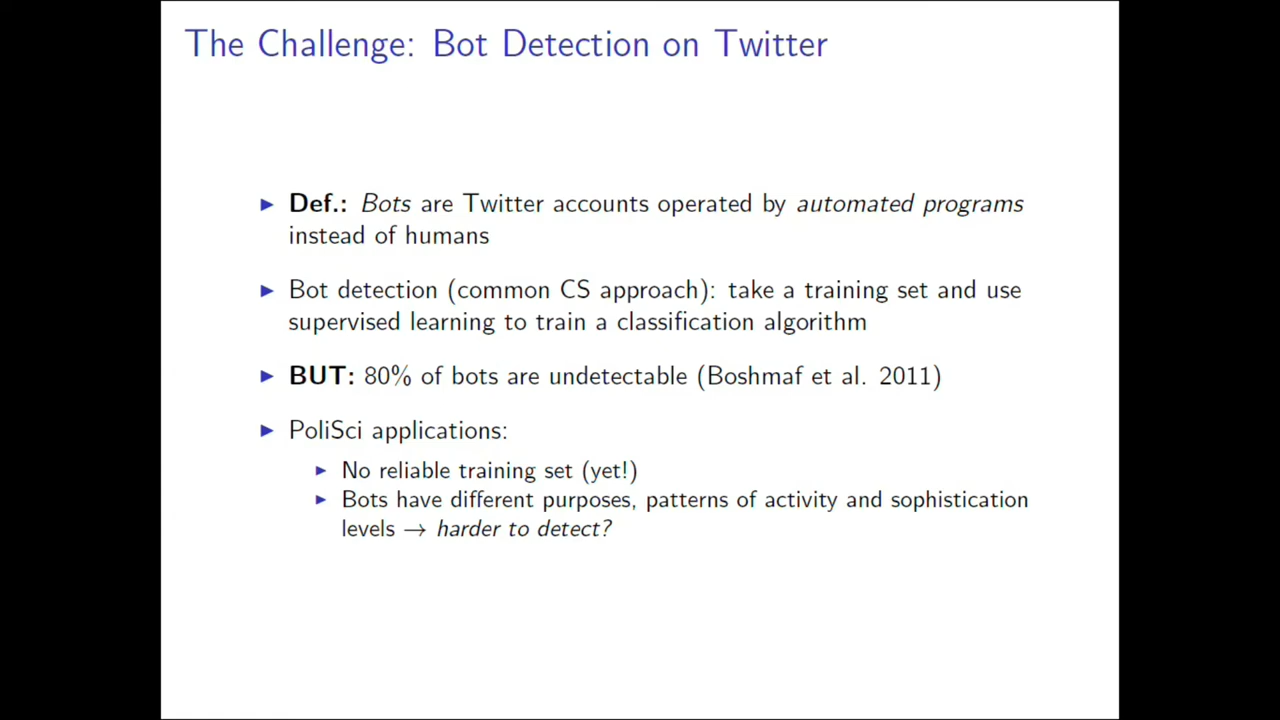 The Challenge: Bot Detection on Twitter
▶ Def.: Bots are Twitter accounts operated by automated programs
instead of humans
▶ Bot detection (common CS approach): take a training set and use
supervised learning to train a classification algorithm
▶ BUT: 80% of bots are undetectable (Boshmaf et al. 2011)
▶ PoliSci applications:
▶ No reliable training set (yet!)
▶ Bots have different purposes, patterns of activity and sophistication
levels → harder to detect?